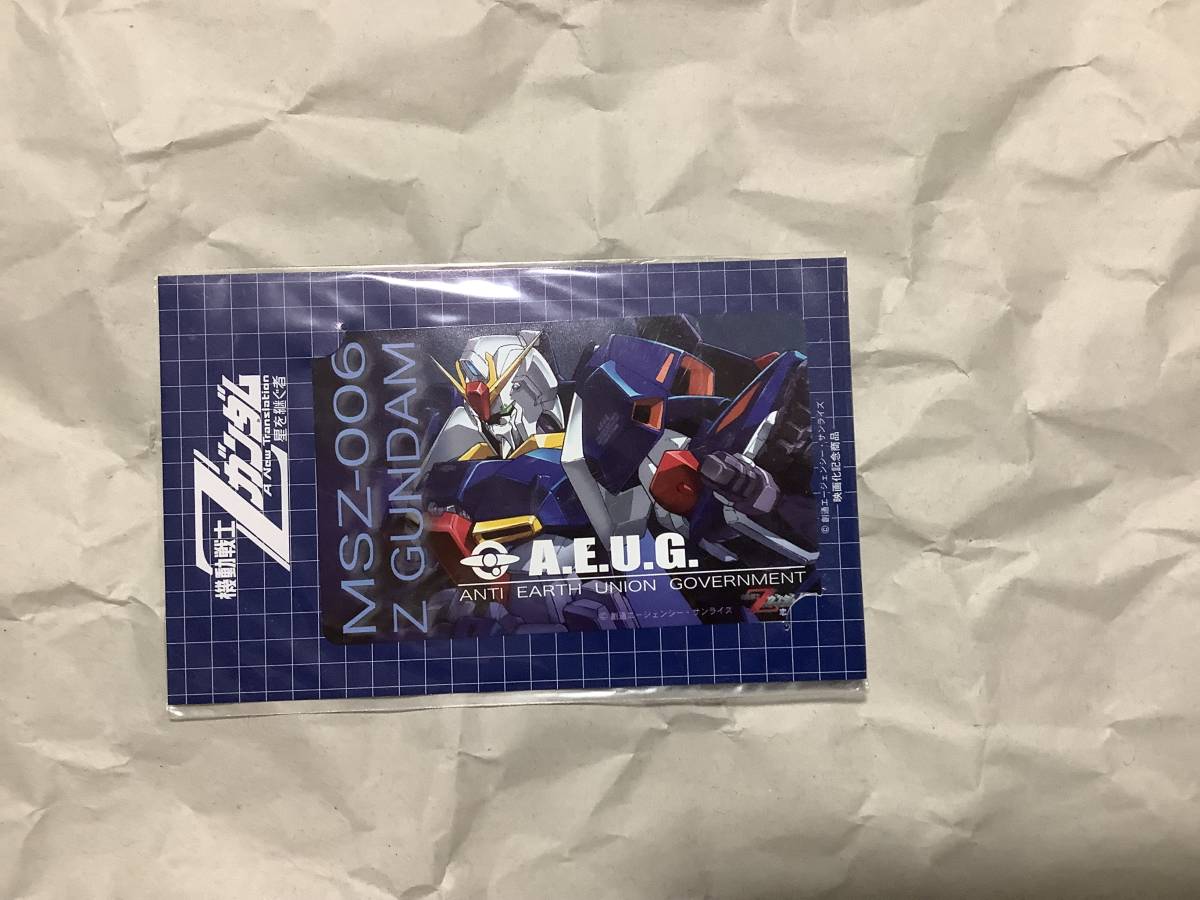 機動戦士
Zガンダム
A New Translation
星を継ぐ者
MSZ-006
Z GUNDAM
A.E.U.G.
ANTI EARTH UNION GOVERNMENT
© 創通エージェンシー・サンライズ
© 創通エージェンシー・サンライズ
映画化記念商品